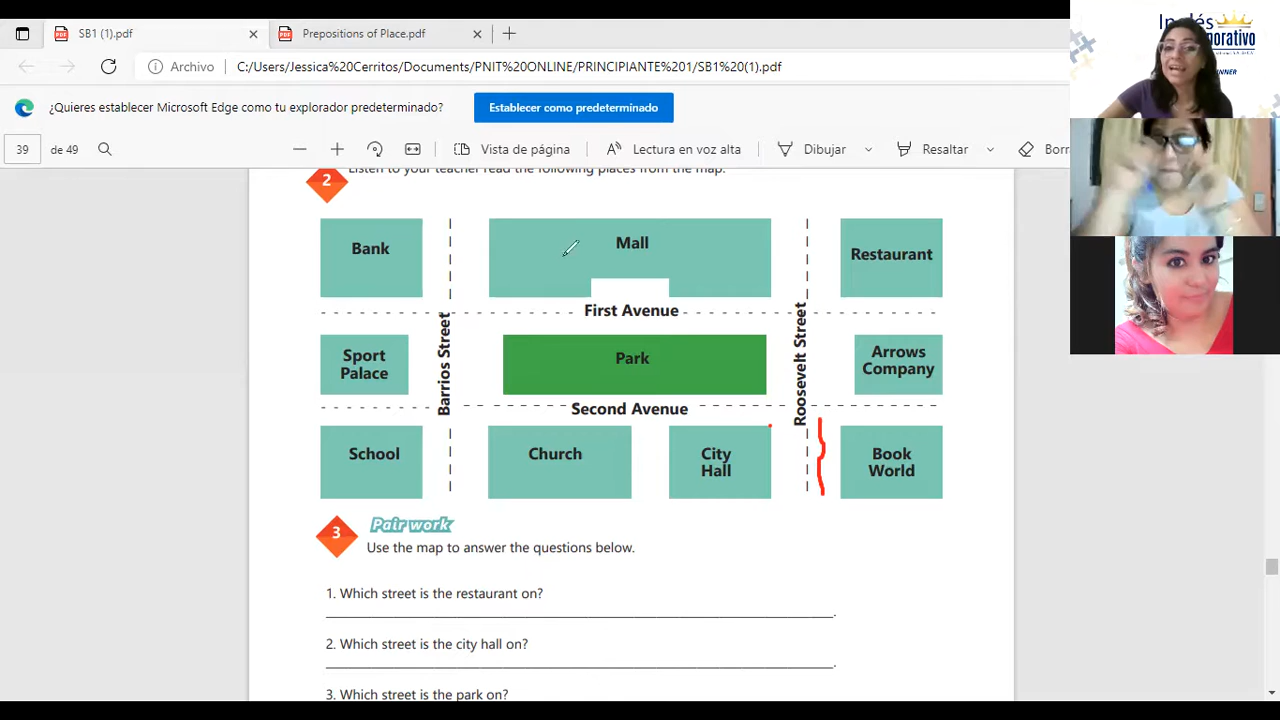 SB1 (1).pdf
Prepositions of Place.pdf
Archivo
C:/Users/Jessica%20Cerros/Documents/PNIT%20ONLINE/PRINCIPIANTE%201/SB1%20(1).pdf
¿Quieres establecer Microsoft Edge como tu explorador predeterminado?
Establecer como predeterminado
39
de 49
Vista de página
Lectura en voz alta
Dibujar
Resaltar
Borr
2
Listen to your teacher read the following places from the map.
Bank
Mall
Restaurant
First Avenue
Sport
Palace
Barrios Street
Park
Roosevelt Street
Arrows
Company
Second Avenue
School
Church
City
Hall
Book
World
3
Pair work
Use the map to answer the questions below.
1. Which street is the restaurant on?
2. Which street is the city hall on?
3. Which street is the park on?
Inglés